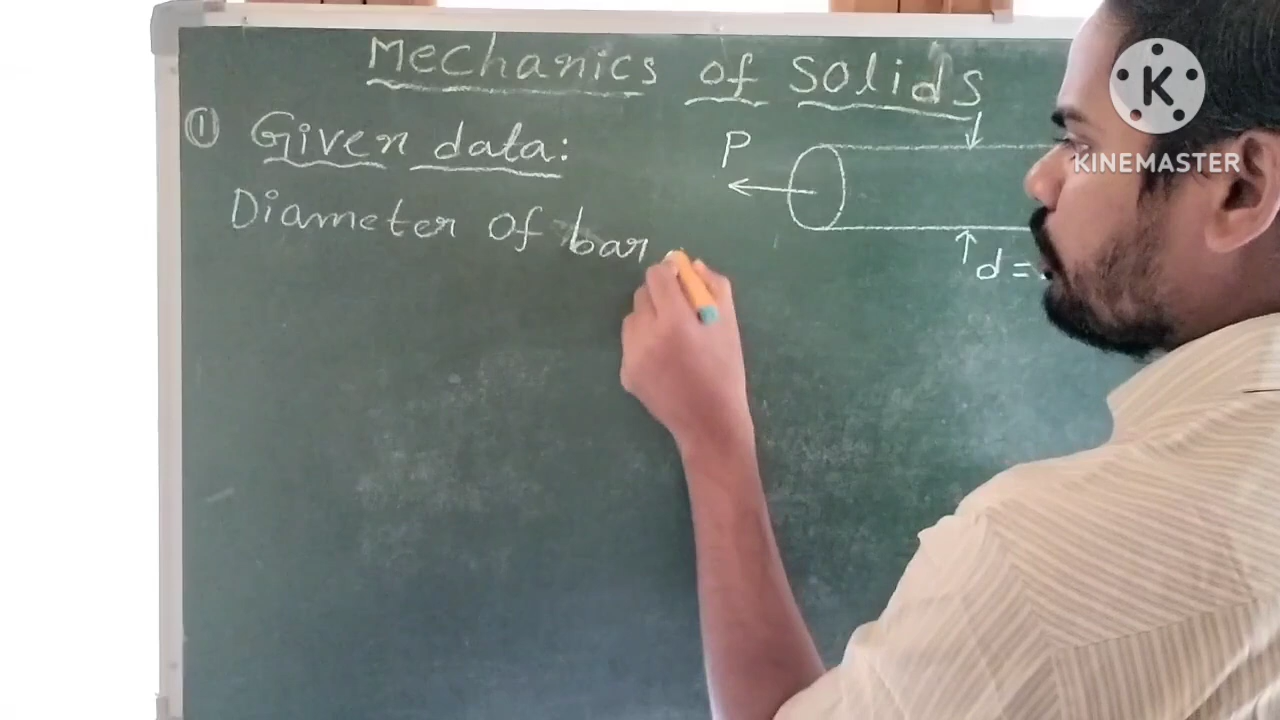 Mechanics of Solids
① Given data:
Diameter of bar
P
d =
K
KINEMASTER